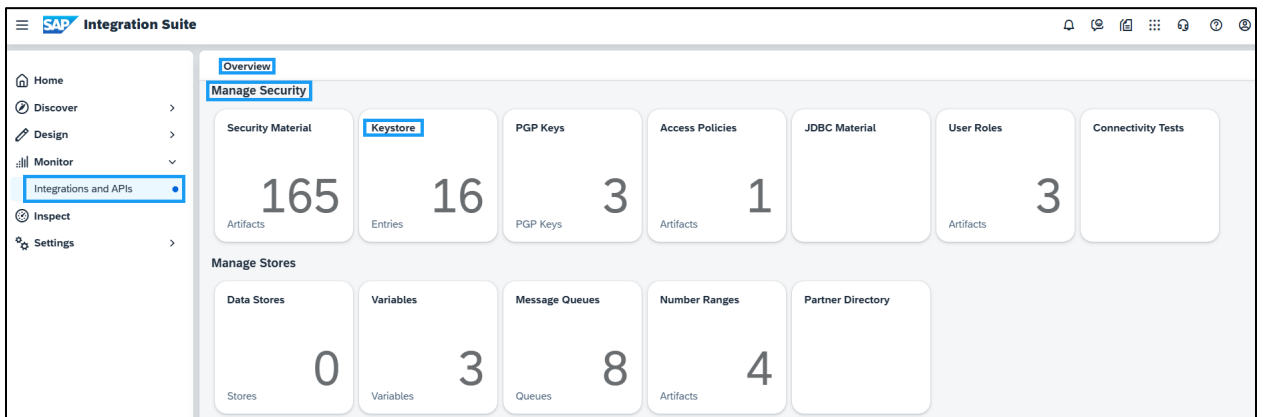 SAP Integration Suite
Home
Discover
Design
Monitor
Integrations and APIs
Inspect
Settings
Overview
Manage Security
Security Material
165
Artifacts
Keystore
16
Entries
PGP Keys
3
PGP Keys
Access Policies
1
Artifacts
JDBC Material
User Roles
3
Artifacts
Connectivity Tests
Manage Stores
Data Stores
0
Stores
Variables
3
Variables
Message Queues
8
Queues
Number Ranges
4
Artifacts
Partner Directory